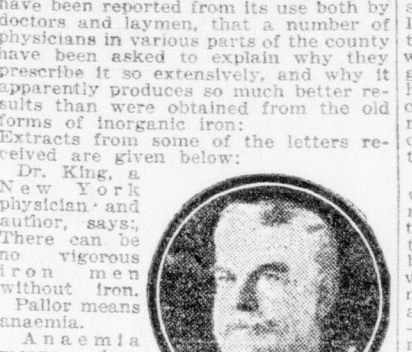 have been reported from its use both by
doctors and laymen, that a number of
physicians in various parts of the county
have been asked to explain why they
prescribe it so extensively, and why it
apparently produces so much better re-
sults than were obtained from the old
forms of inorganic iron:
Extracts from some of the letters re-
ceived are given below:
Dr. King, a
New York
physician and
author, says:,
There can be
no vigorous
iron men
without iron.
Pallor means
anaemia.
Anaemia